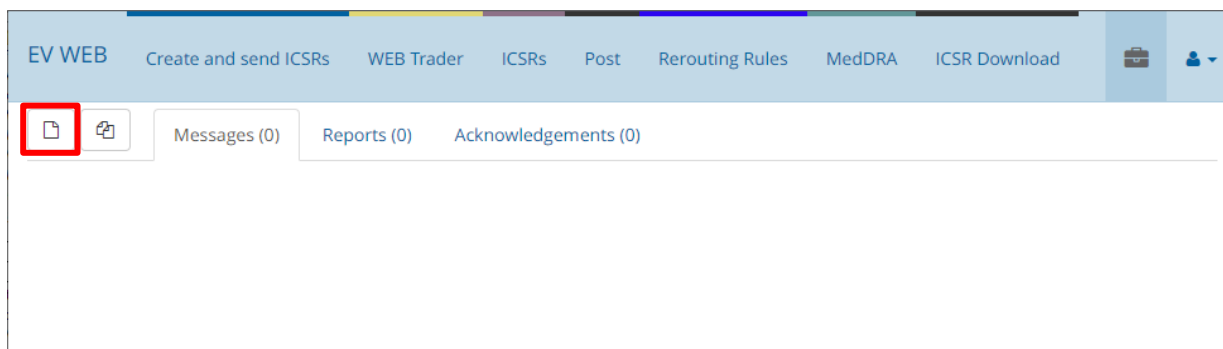 EV WEB Create and send ICSRs WEB Trader ICSRs Post Rerouting Rules MedDRA ICSR Download
Messages (0) Reports (0) Acknowledgements (0)